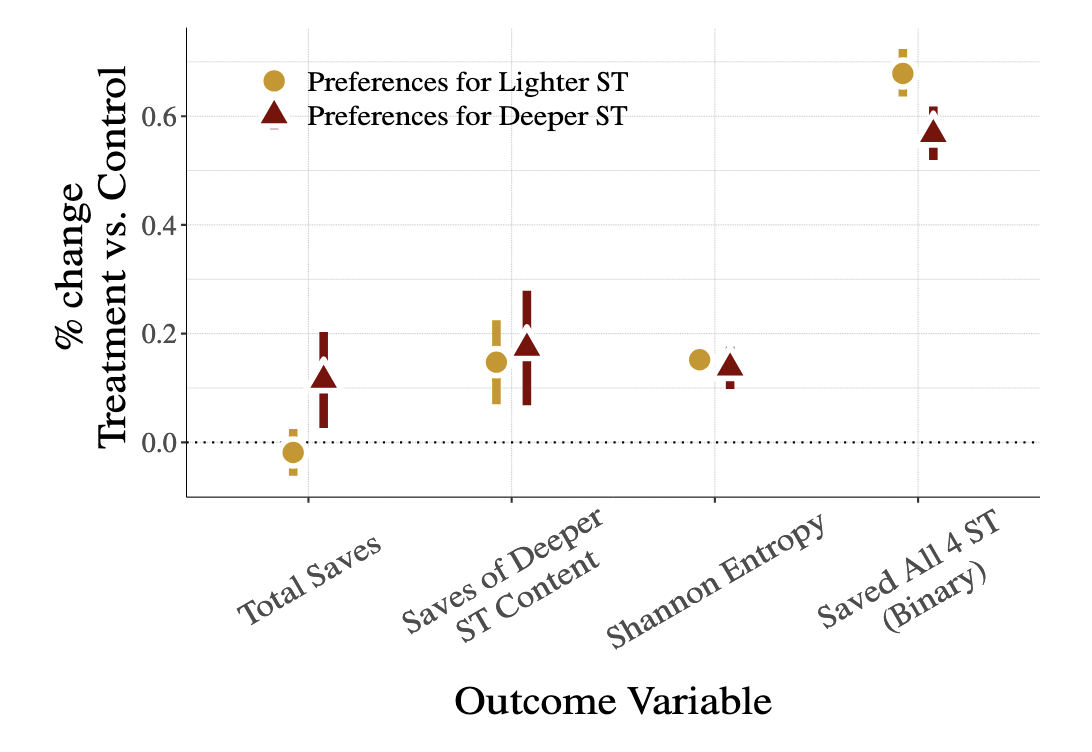 % change
Treatment vs. Control
Preferences for Lighter ST
Preferences for Deeper ST
0.6
0.4
0.2
0.0
Total Saves
Saves of Deeper
ST Content
Shannon Entropy
Saved All 4 ST
(Binary)
Outcome Variable